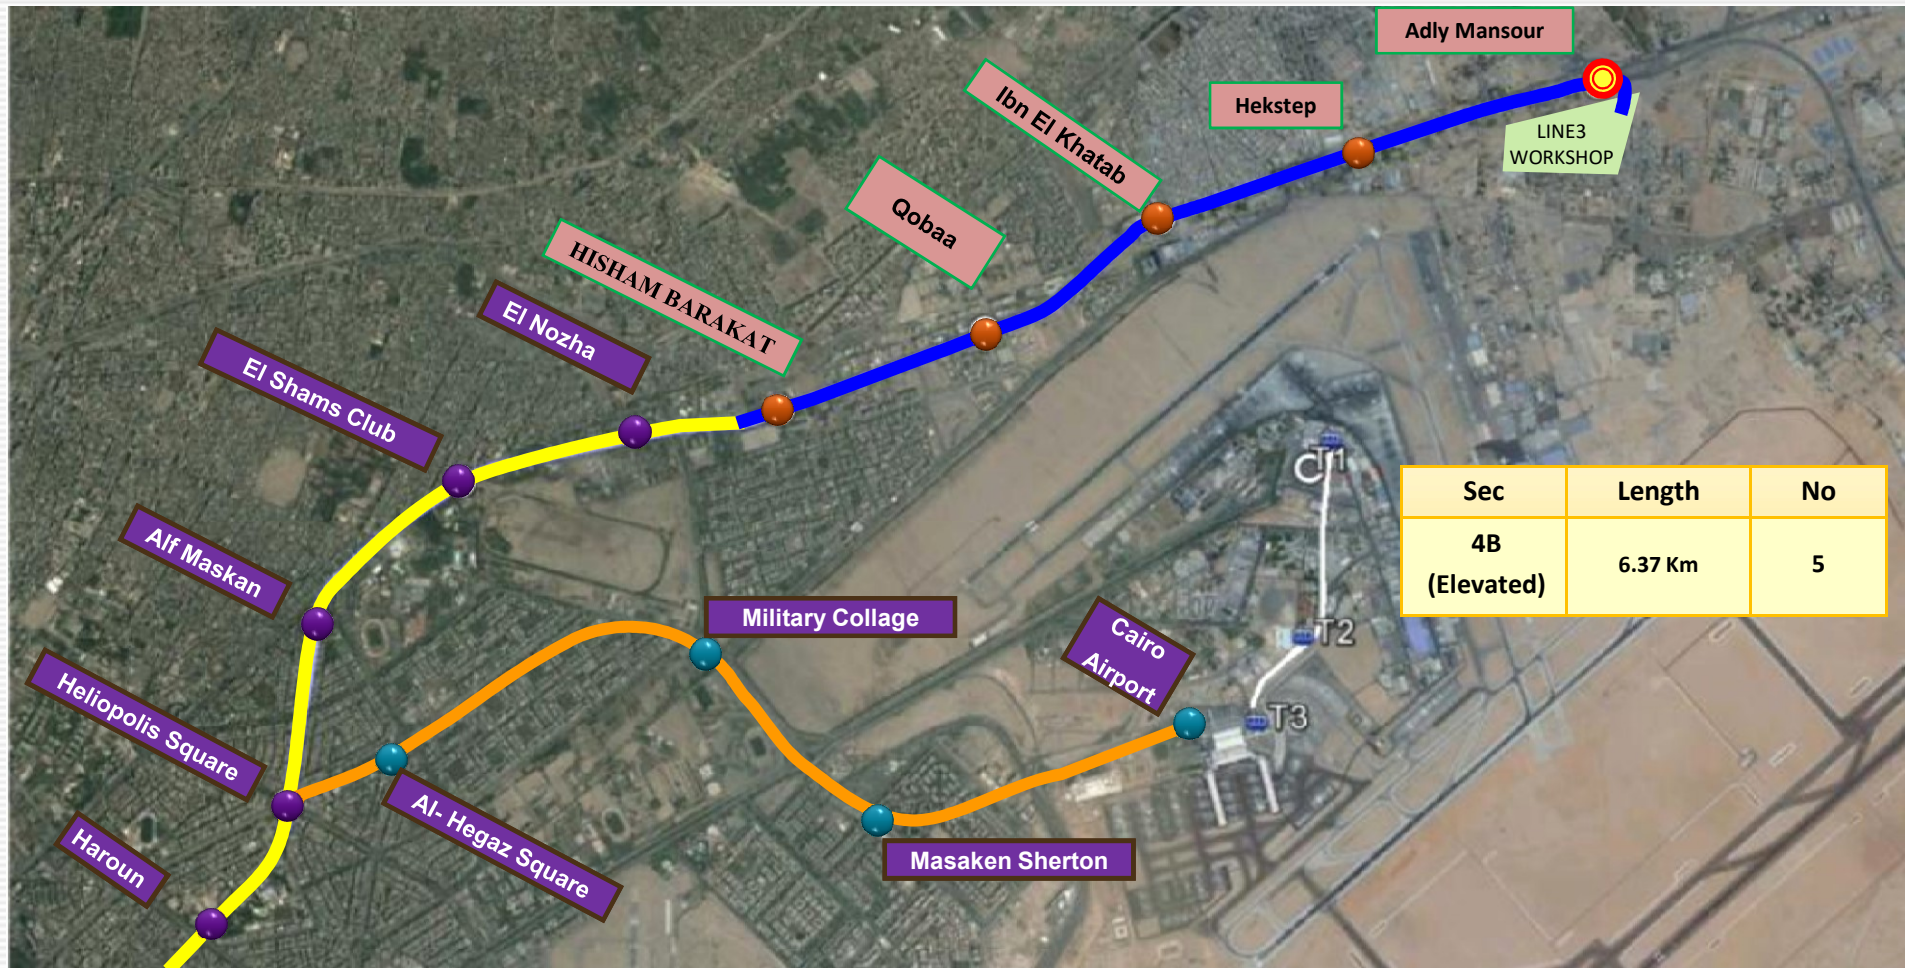 Adly Mansour
Hekstep
Ibn El Khatab
LINE3
WORKSHOP
Qobaa
HISHAM BARAKAT
El Nozha
El Shams Club
Alf Maskan
Heliopolis Square
Haroun
Al- Hegaz Square
Military Collage
Masaken Sherton
Cairo
Airport
T1
T2
T3
Sec Length No
4B
(Elevated) 6.37 Km 5